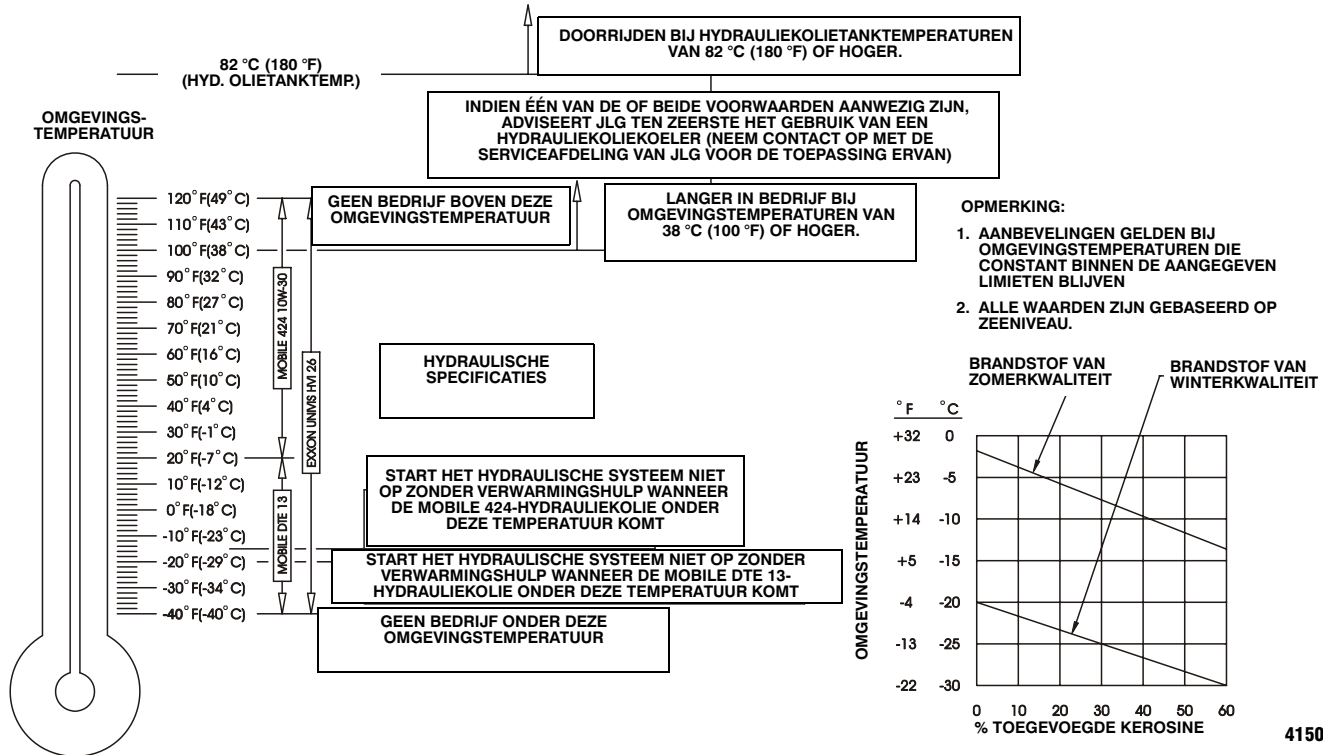 DOORRIJDEN BIJ HYDRAULIEKOLIETANKTEMPERATUREN
VAN 82 °C (180 °F) OF HOGER.
82 °C (180 °F)
(HYD. OLIETANKTEMP.)
INDIEN ÉÉN VAN DE OF BEIDE VOORWAARDEN AANWEZIG ZIJN,
ADVISEERT JLG TEN ZEERSTE HET GEBRUIK VAN EEN
HYDRAULIEKOLIEKOELER (NEEM CONTACT OP MET DE
SERVICEAFDELING VAN JLG VOOR DE TOEPASSING ERVAN)
OMGEVINGS-
TEMPERATUUR
120°F(49°C)
110°F(43°C)
100°F(38°C)
90°F(32°C)
80°F(27°C)
70°F(21°C)
60°F(16°C)
50°F(10°C)
40°F(4°C)
30°F(-1°C)
20°F(-7°C)
10°F(-12°C)
0°F(-18°C)
-10°F(-23°C)
-20°F(-29°C)
-30°F(-34°C)
-40°F(-40°C)
MOBILE 424 10W-30
MOBILE DTE 13
EXXON UNIVIS HVI 26
GEEN BEDRIJF BOVEN DEZE
OMGEVINGSTEMPERATUUR
LANGER IN BEDRIJF BIJ
OMGEVINGSTEMPERATUREN VAN
38 °C (100 °F) OF HOGER.
HYDRAULISCHE
SPECIFICATIES
START HET HYDRAULISCHE SYSTEEM NIET
OP ZONDER VERWARMINGSHULP WANNEER
DE MOBILE 424-HYDRAULIEKOLIE ONDER
DEZE TEMPERATUUR KOMT
START HET HYDRAULISCHE SYSTEEM NIET OP ZONDER
VERWARMINGSHULP WANNEER DE MOBILE DTE 13-
HYDRAULIEKOLIE ONDER DEZE TEMPERATUUR KOMT
GEEN BEDRIJF ONDER DEZE
OMGEVINGSTEMPERATUUR
OPMERKING:
1. AANBEVELINGEN GELDEN BIJ
OMGEVINGSTEMPERATUREN DIE
CONSTANT BINNEN DE AANGEGEVEN
LIMIETEN BLIJVEN
2. ALLE WAARDEN ZIJN GEBASEERD OP
ZEENIVEAU.
BRANDSTOF VAN
ZOMERKWALITEIT
BRANDSTOF VAN
WINTERKWALITEIT
OMGEVINGSTEMPERATUUR
°F °C
+32 0
+23 -5
+14 -10
+5 -15
-4 -20
-13 -25
-22 -30
0 10 20 30 40 50 60
% TOEGEVOEGDE KEROSINE
4150